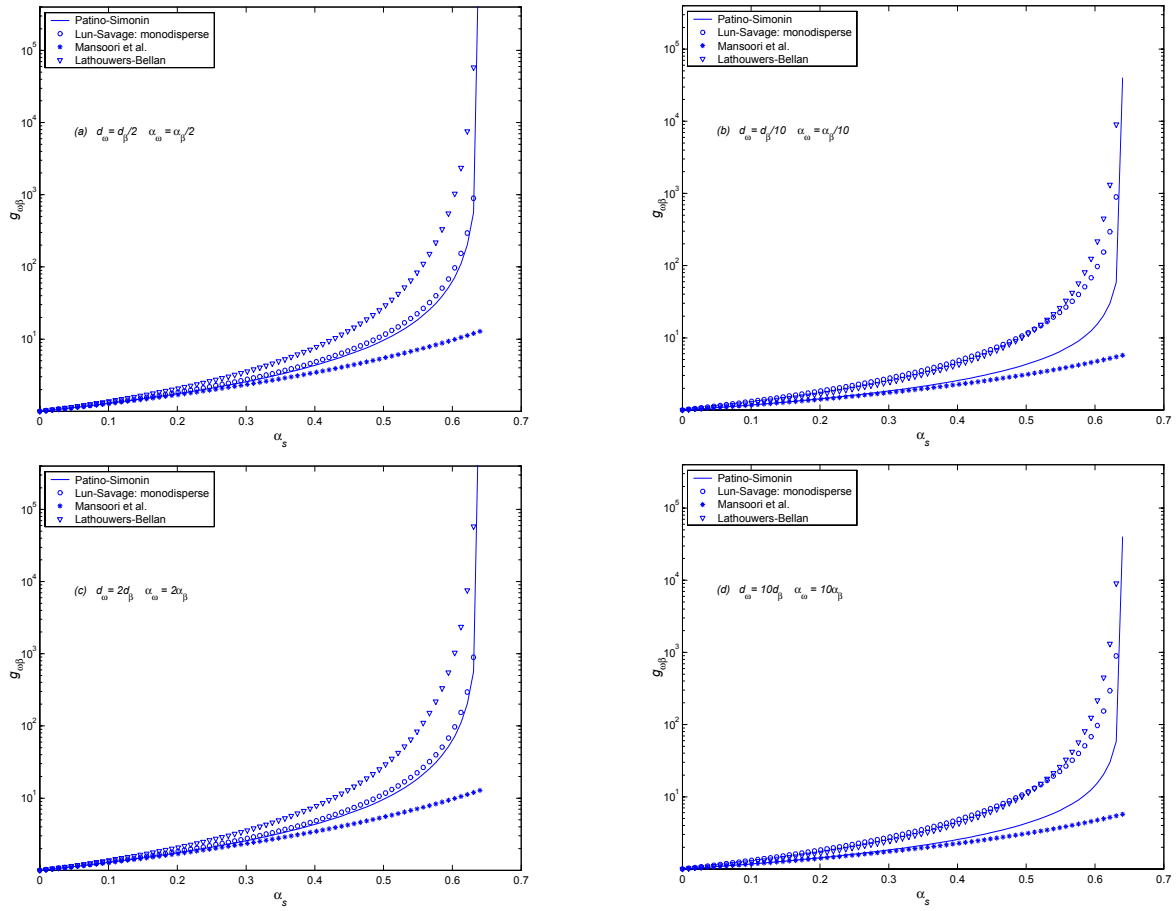 Patino-Simonin
Lun-Savage: monodisperse
Mansoori et al.
Lathouwers-Bellan
(a) dω = dβ/2 αω = αβ/2
gωβ
10^5
10^4
10^3
10^2
10^1
0 0.1 0.2 0.3 0.4 0.5 0.6 0.7
αs
Patino-Simonin
Lun-Savage: monodisperse
Mansoori et al.
Lathouwers-Bellan
(b) dω = dβ/10 αω = αβ/10
gωβ
10^5
10^4
10^3
10^2
10^1
0 0.1 0.2 0.3 0.4 0.5 0.6 0.7
αs
Patino-Simonin
Lun-Savage: monodisperse
Mansoori et al.
Lathouwers-Bellan
(c) dω = 2dβ αω = 2αβ
gωβ
10^5
10^4
10^3
10^2
10^1
0 0.1 0.2 0.3 0.4 0.5 0.6 0.7
αs
Patino-Simonin
Lun-Savage: monodisperse
Mansoori et al.
Lathouwers-Bellan
(d) dω = 10dβ αω = 10αβ
gωβ
10^5
10^4
10^3
10^2
10^1
0 0.1 0.2 0.3 0.4 0.5 0.6 0.7
αs